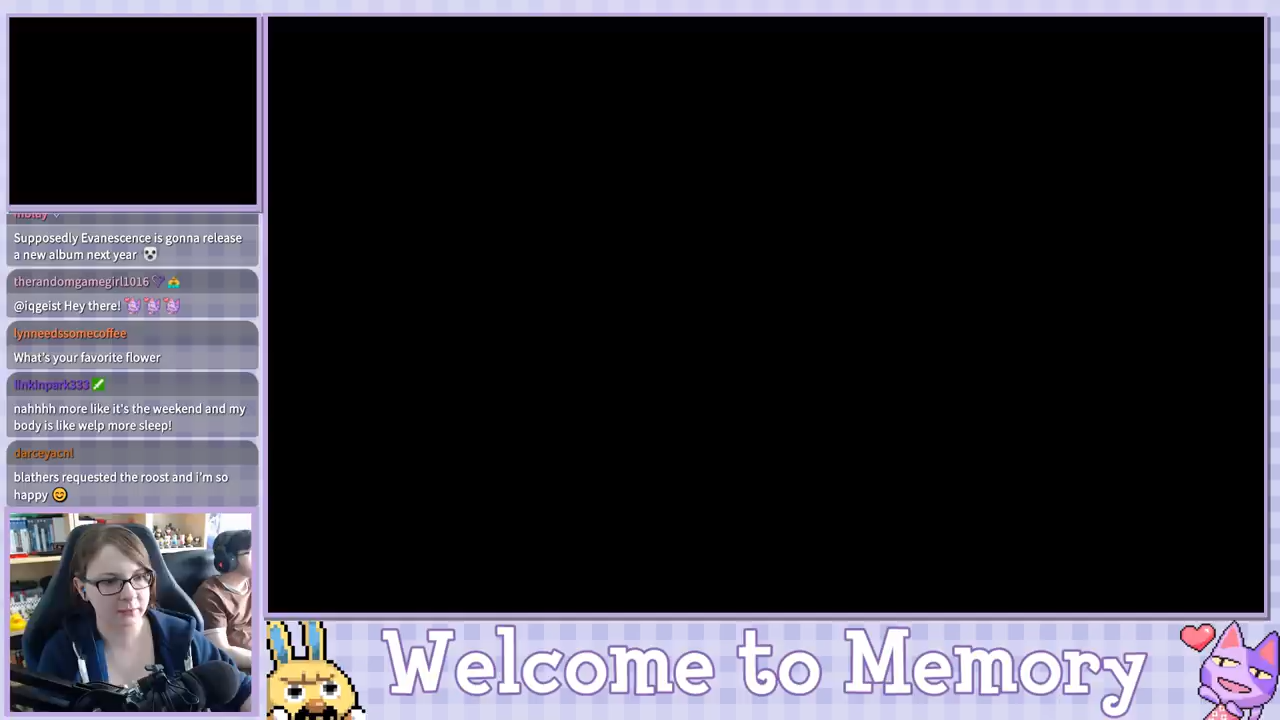 Supposedly Evanescence is gonna release
a new album next year
therandomgamegirl1016
@iqgeist Hey there!
lynneedssomecoffee
What's your favorite flower
linkinpark333
nahhhh more like it's the weekend and my
body is like welp more sleep!
darceyacnl
blathers requested the roost and i'm so
happy
Welcome to Memory